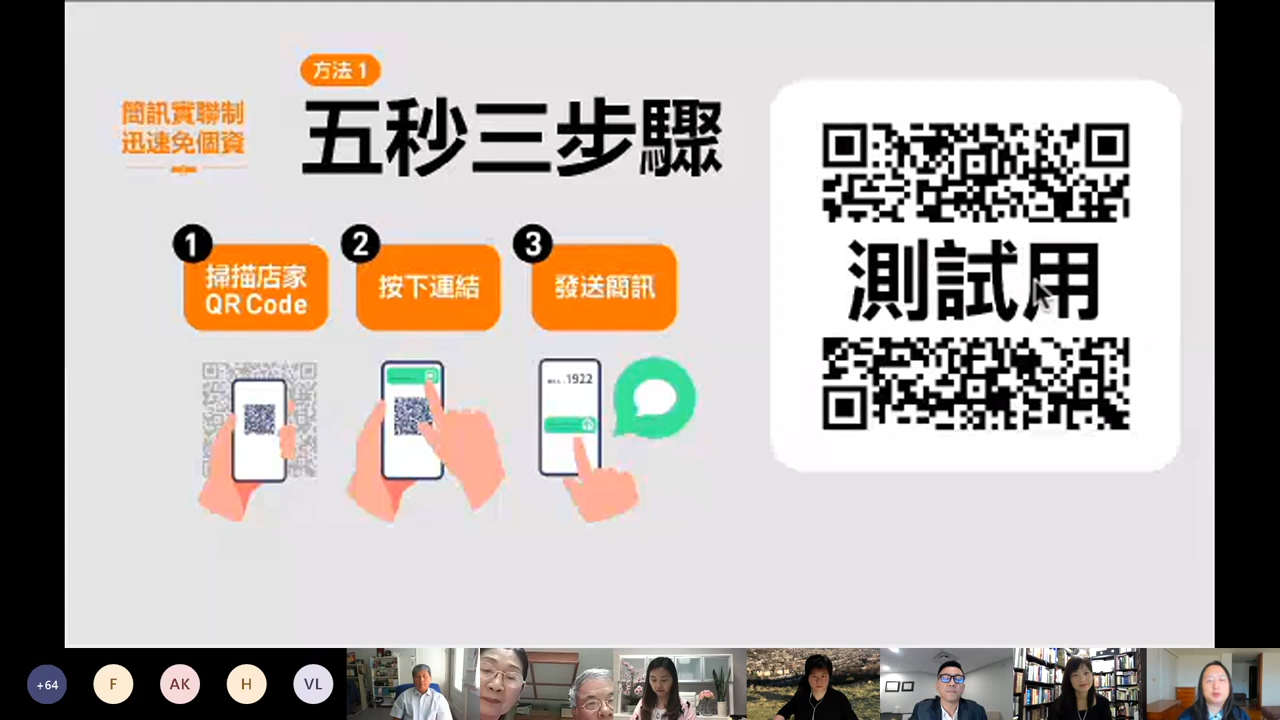 方法 1
簡訊實聯制
迅速免個資
五秒三步驟
1
掃描店家
QR Code
2
按下連結
3
發送簡訊
1922
測試用
+64
F
AK
H
VL